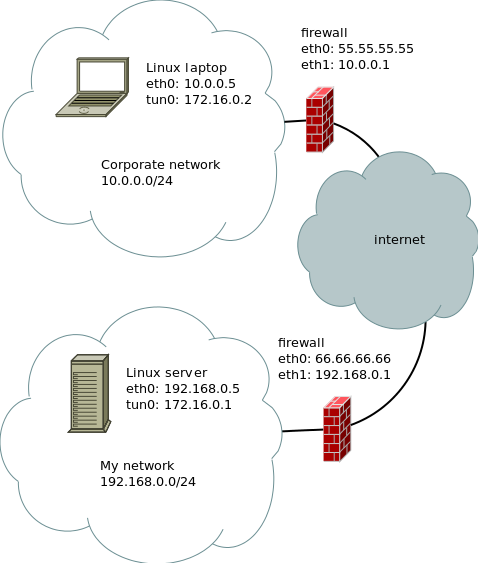 firewall
eth0: 55.55.55.55
eth1: 10.0.0.1
Linux laptop
eth0: 10.0.0.5
tun0: 172.16.0.2
Corporate network
10.0.0.0/24
internet
firewall
eth0: 66.66.66.66
eth1: 192.168.0.1
Linux server
eth0: 192.168.0.5
tun0: 172.16.0.1
My network
192.168.0.0/24